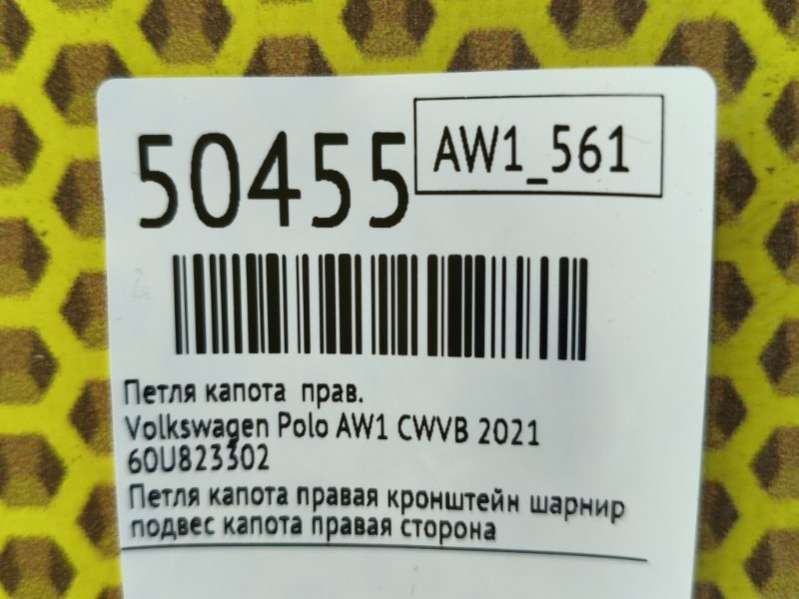 50455
AW1_561
Петля капота прав.
Volkswagen Polo AW1 CWVB 2021
60U823302
Петля капота правая кронштейн шарнир
подвес капота правая сторона